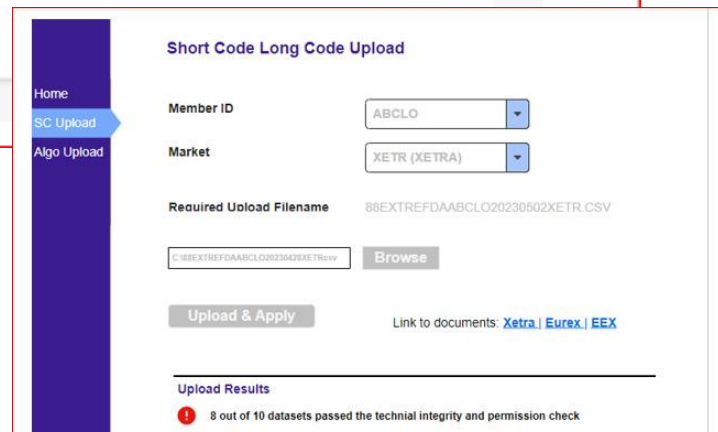 Short Code Long Code Upload
Home
SC Upload
Algo Upload
Member ID
ABCLO
Market
XETR (XETRA)
Required Upload Filename
88EXTREFDAABCLO20230502XETR.CSV
C:\88EXTREFDAABCLO20230428XETRcsv
Browse
Upload & Apply
Link to documents: Xetra | Eurex | EEX
Upload Results
8 out of 10 datasets passed the technial integrity and permission check